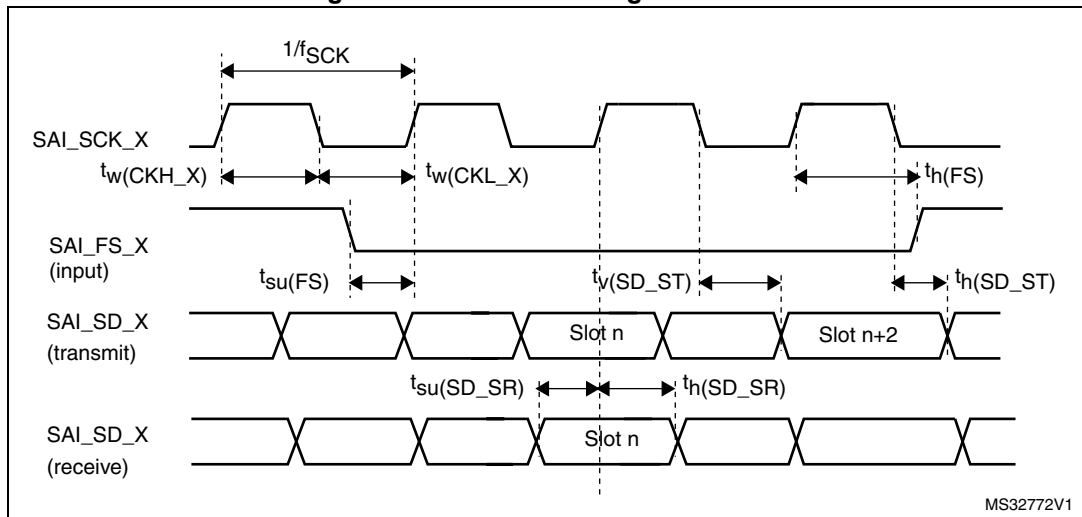 1/fSCK
SAI_SCK_X
tw(CKH_X)
tw(CKL_X)
th(FS)
SAI_FS_X
(input)
tsu(FS)
tv(SD_ST)
th(SD_ST)
SAI_SD_X
(transmit)
Slot n
Slot n+2
tsu(SD_SR)
th(SD_SR)
SAI_SD_X
(receive)
Slot n
MS32772V1